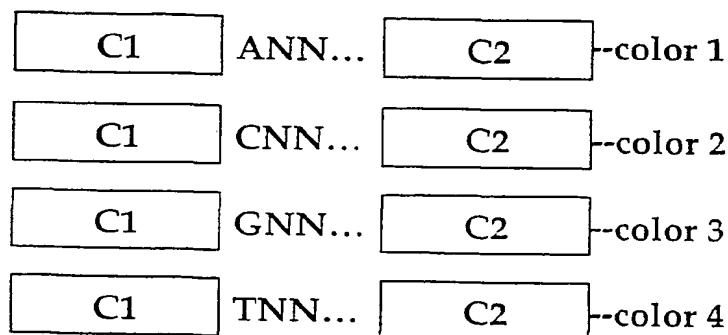 C1 ANN... C2 --color 1
C1 CNN... C2 --color 2
C1 GNN... C2 --color 3
C1 TNN... C2 --color 4